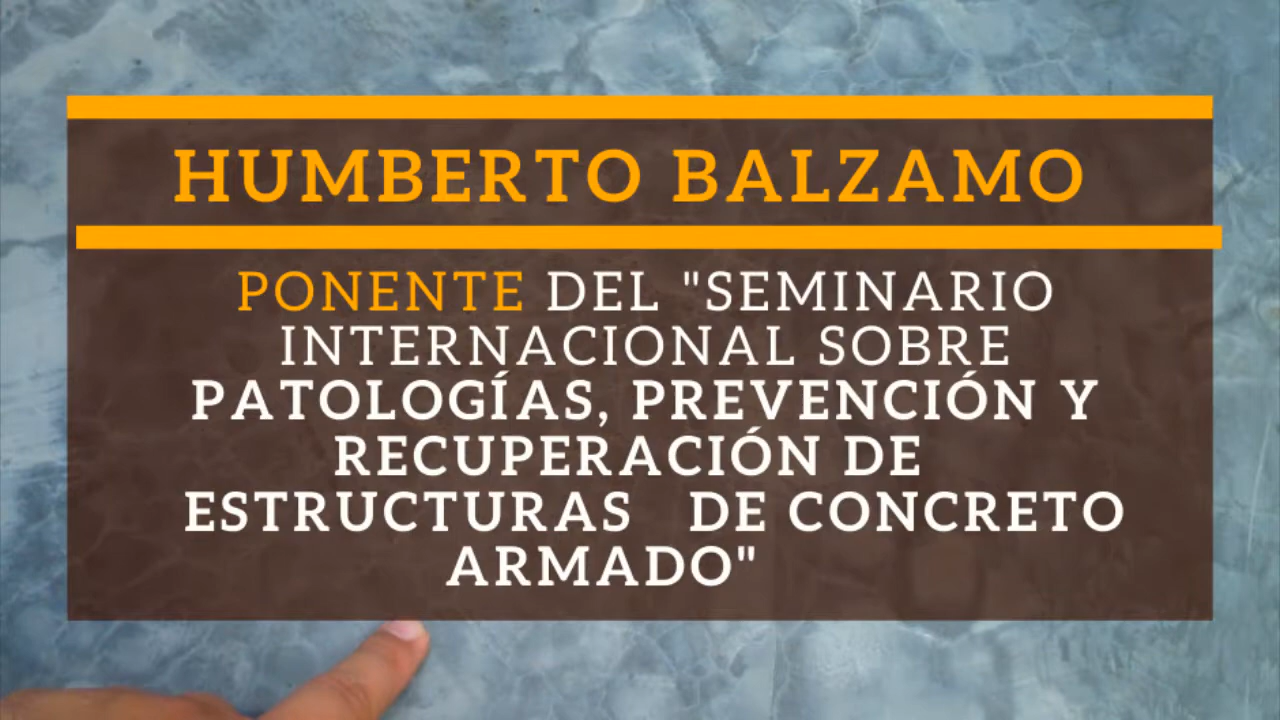 HUMBERTO BALZAMO
PONENTE DEL "SEMINARIO
INTERNACIONAL SOBRE
PATOLOGÍAS, PREVENCIÓN Y
RECUPERACIÓN DE
ESTRUCTURAS DE CONCRETO
ARMADO"